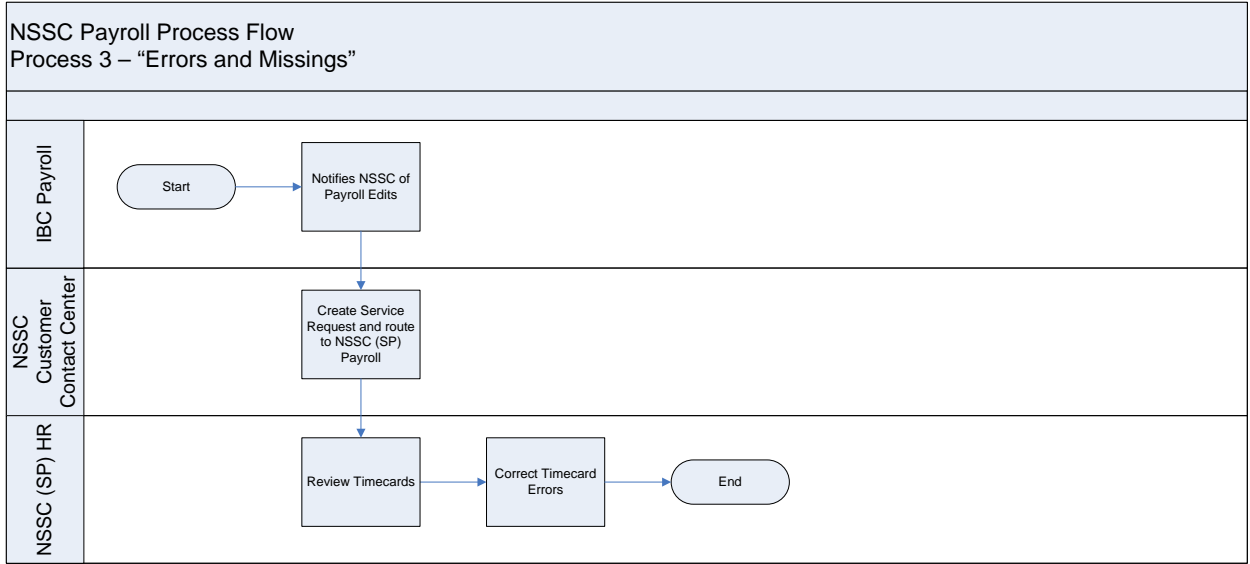 NSSC Payroll Process Flow
Process 3 – “Errors and Missings”
IBC Payroll
Start
Notifies NSSC of
Payroll Edits
NSSC
Customer
Contact Center
Create Service
Request and route
to NSSC (SP)
Payroll
NSSC (SP) HR
Review Timecards
Correct Timecard
Errors
End